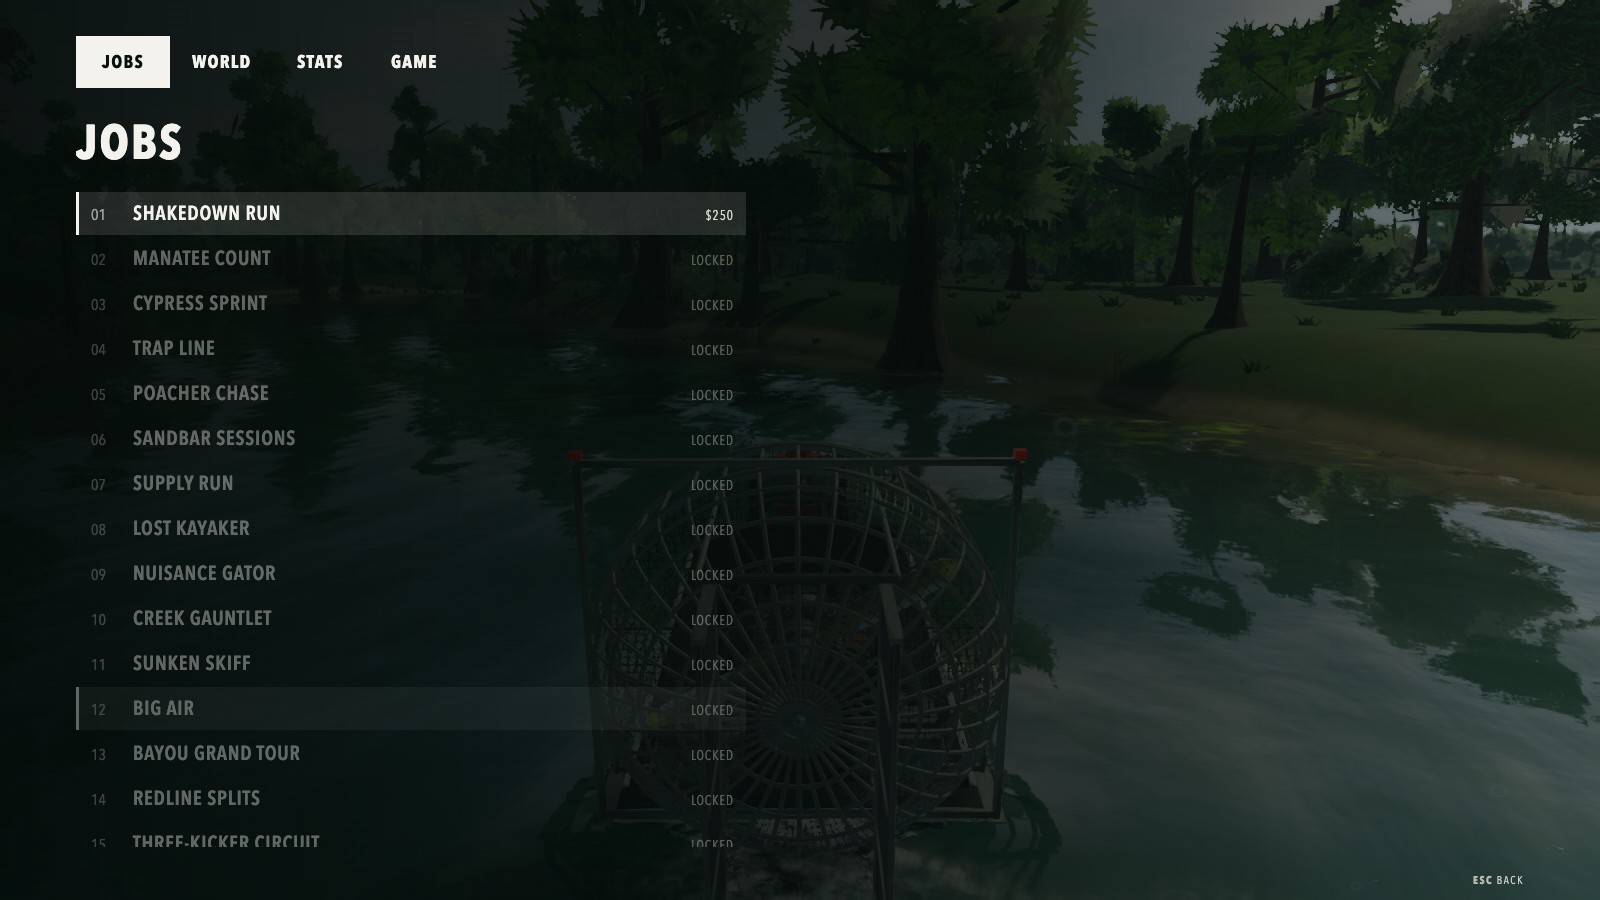 JOBS WORLD STATS GAME
JOBS
01 SHAKEDOWN RUN $250
02 MANATEE COUNT LOCKED
03 CYPRESS SPRINT LOCKED
04 TRAP LINE LOCKED
05 POACHER CHASE LOCKED
06 SANDBAR SESSIONS LOCKED
07 SUPPLY RUN LOCKED
08 LOST KAYAKER LOCKED
09 NUISANCE GATOR LOCKED
10 CREEK GAUNTLET LOCKED
11 SUNKEN SKIFF LOCKED
12 BIG AIR LOCKED
13 BAYOU GRAND TOUR LOCKED
14 REDLINE SPLITS LOCKED
15 THREE-KICKER CIRCUIT LOCKED
ESC BACK